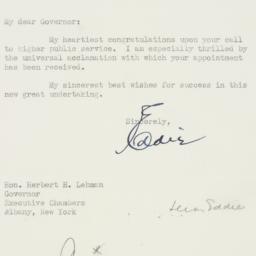 My dear Governor:
My heartiest congratulations upon your call
to higher public service. I am especially thrilled by
the universal acclamation with which your appointment
has been received.
My sincerest best wishes for success in this
new great undertaking.
Sincerely,
Eddie
Hon. Herbert H. Lehman
Governor
Executive Chambers
Albany, New York
Eddie